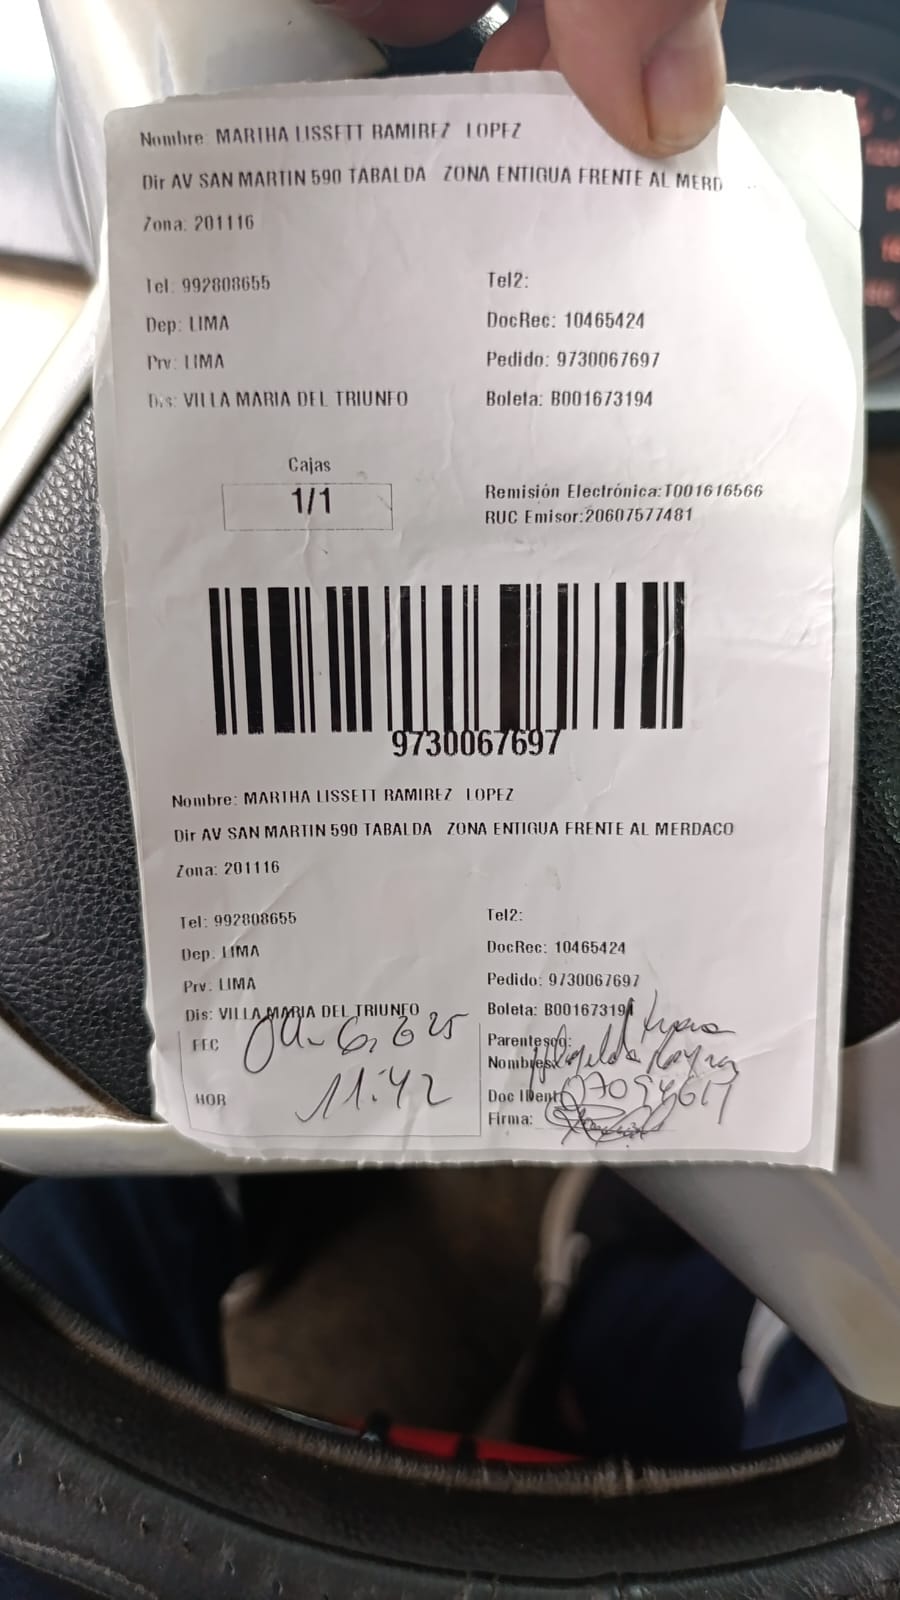 Nombre: MARTHA LISSETT RAMIREZ LOPEZ
Dir AV SAN MARTIN 590 TABALDA ZONA ENTIGUA FRENTE AL MERD
Zona: 201116
Tel: 992808655 Tel2:
Dep: LIMA DocRec: 10465424
Prv: LIMA Pedido: 9730067697
Dis: VILLA MARIA DEL TRIUNFO Boleta: B001673194
Cajas
1/1
Remisión Electrónica:T001616566
RUC Emisor:20607577481
9730067697
Nombre: MARTHA LISSETT RAMIREZ LOPEZ
Dir AV SAN MARTIN 590 TABALDA ZONA ENTIGUA FRENTE AL MERDACO
Zona: 201116
Tel: 992808655 Tel2:
Dep: LIMA DocRec: 10465424
Prv: LIMA Pedido: 9730067697
Dis: VILLA MARIA DEL TRIUNFO Boleta: B001673194
FEC
Parentesco:
Nombres:
HOR 11:42
Doc Ident:
Firma: